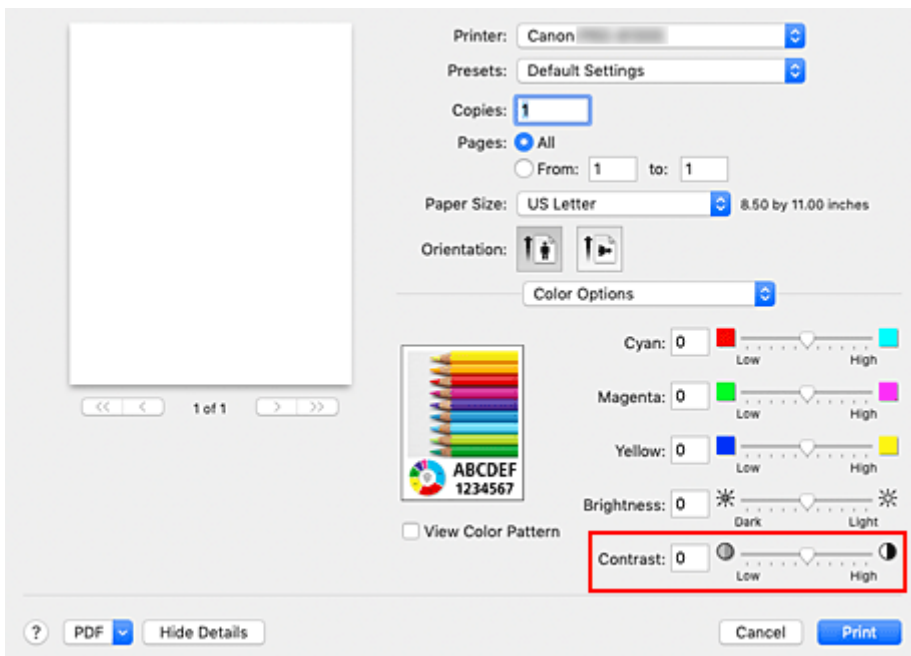 Printer: Canon
Presets: Default Settings
Copies: 1
Pages: All
From: 1 to: 1
Paper Size: US Letter 8.50 by 11.00 inches
Orientation:
Color Options
Cyan: 0
Low High
Magenta: 0
Low High
Yellow: 0
Low High
Brightness: 0
Dark Light
Contrast: 0
Low High
ABCDEF
1234567
View Color Pattern
<< < 1 of 1 > >>
? PDF Hide Details Cancel Print